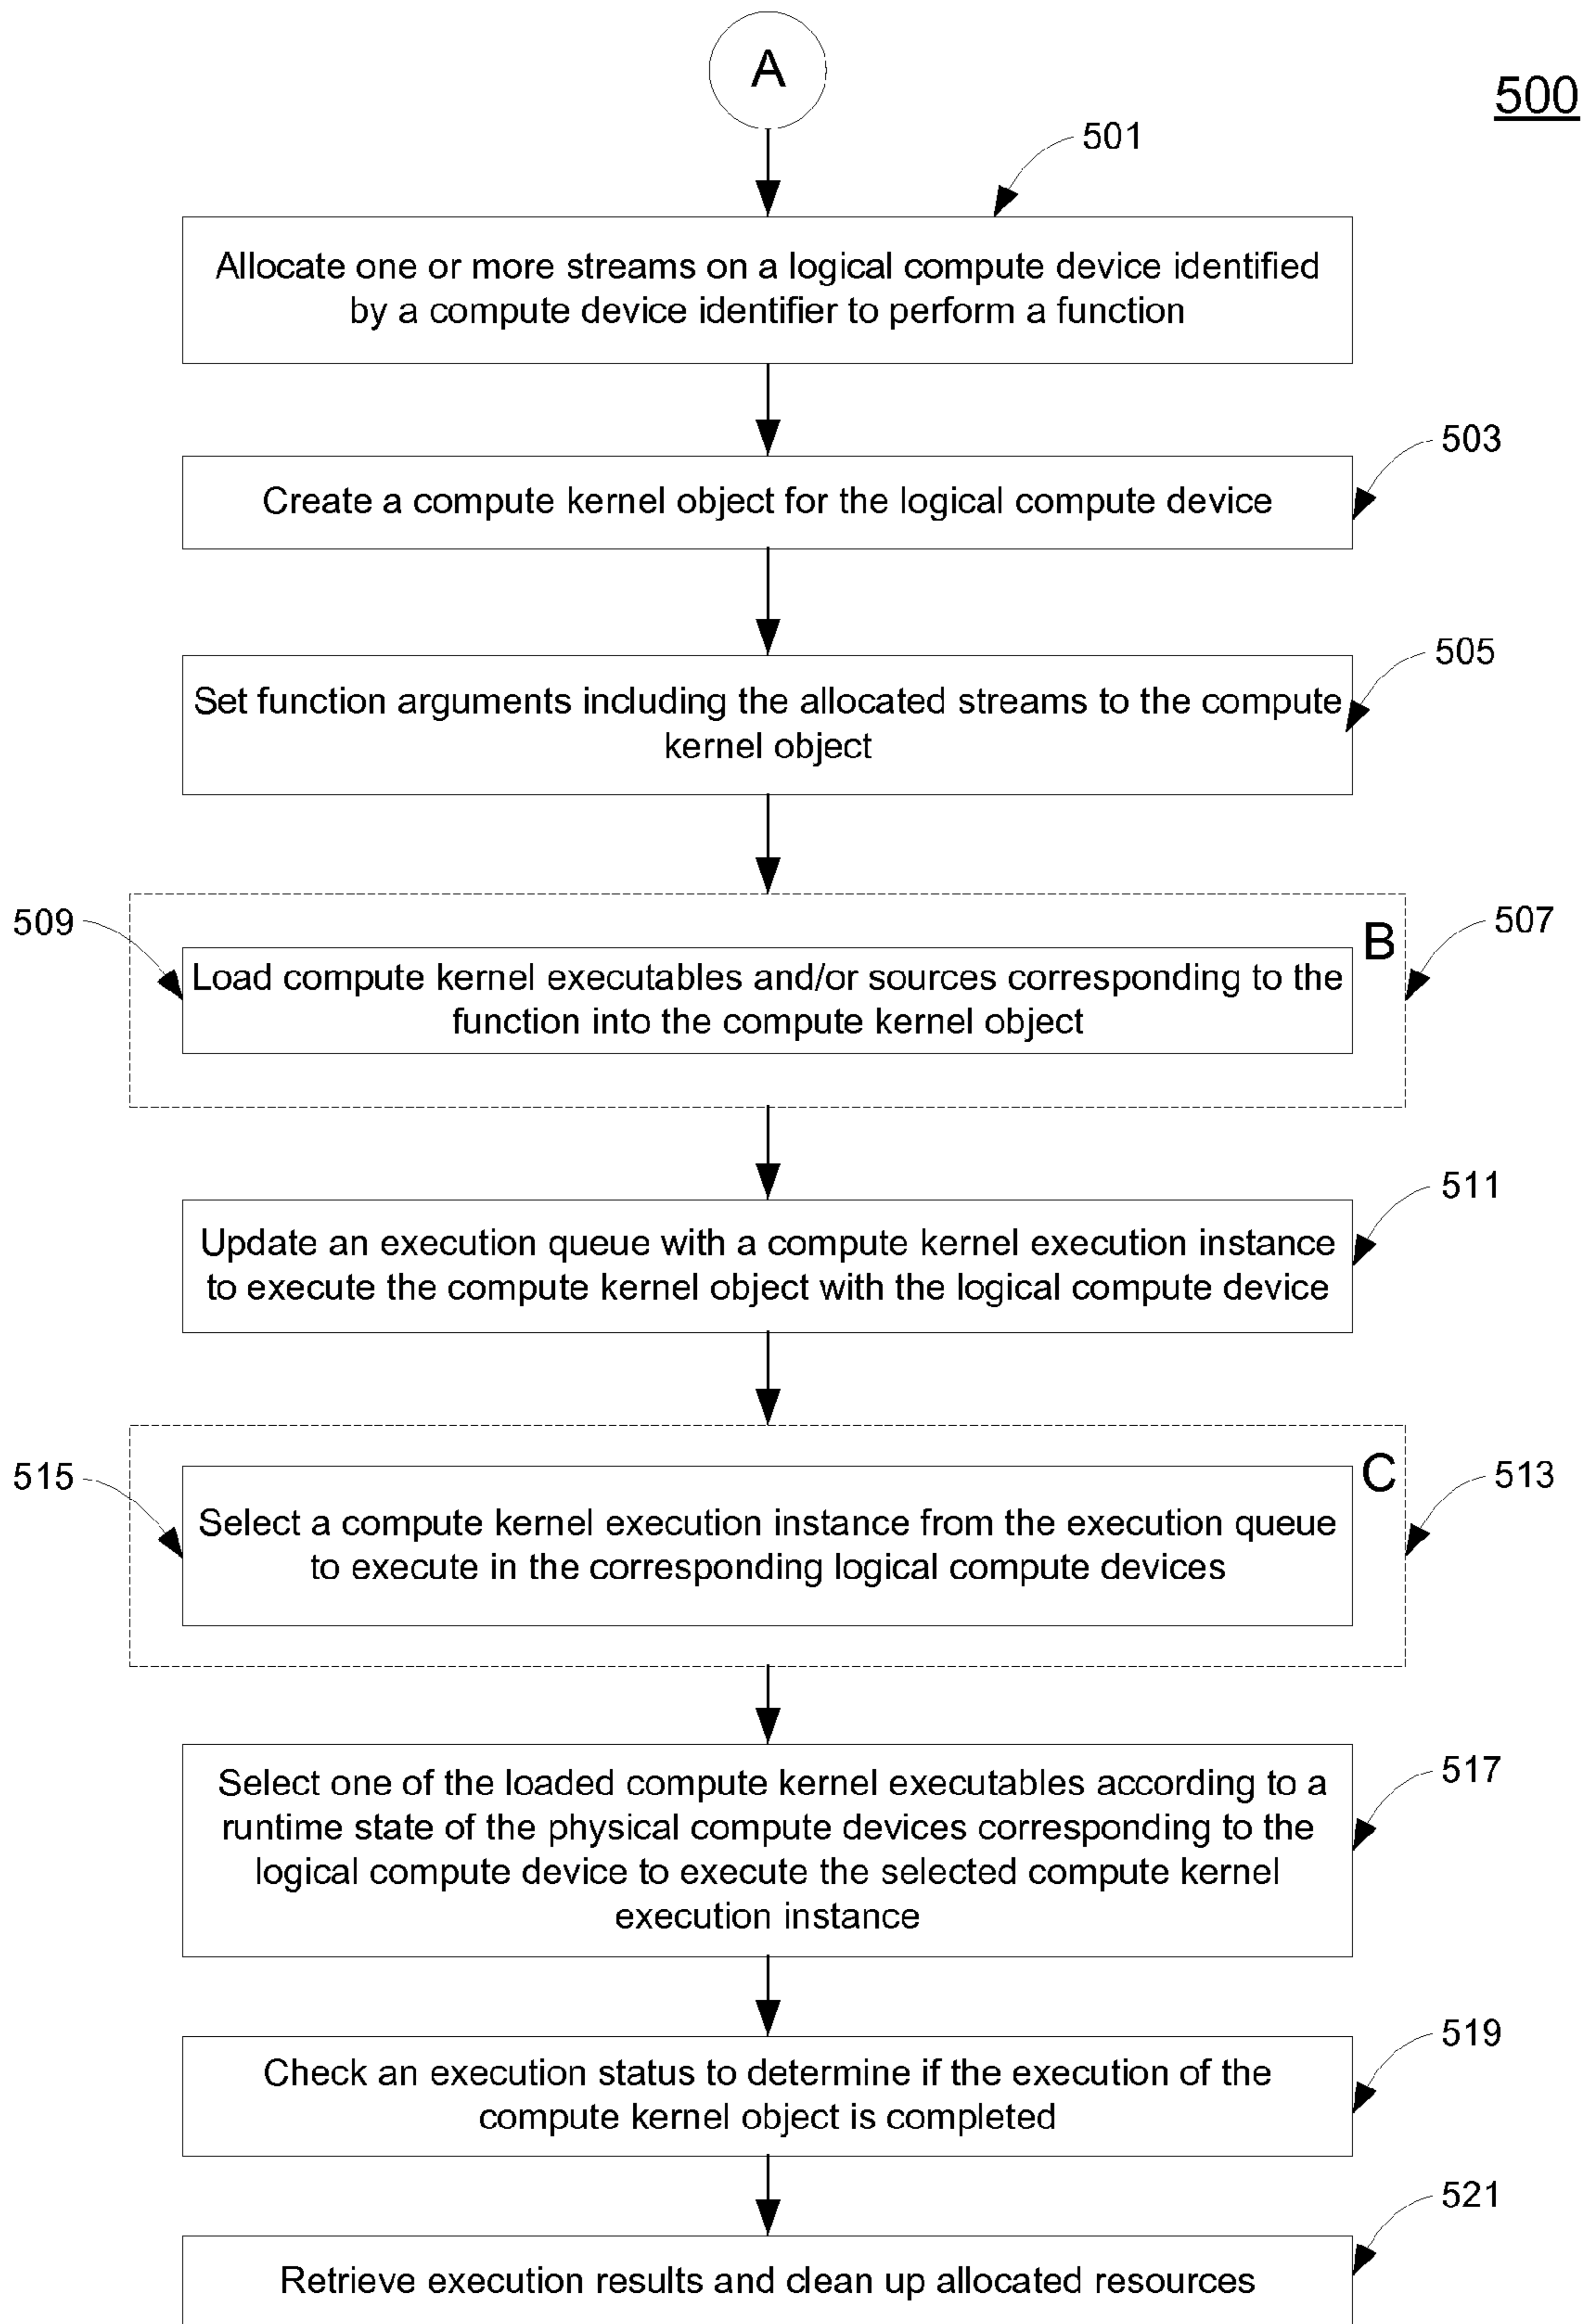 A
500
501
Allocate one or more streams on a logical compute device identified
by a compute device identifier to perform a function
503
Create a compute kernel object for the logical compute device
505
Set function arguments including the allocated streams to the compute
kernel object
509
B
507
Load compute kernel executables and/or sources corresponding to the
function into the compute kernel object
511
Update an execution queue with a compute kernel execution instance
to execute the compute kernel object with the logical compute device
515
C
513
Select a compute kernel execution instance from the execution queue
to execute in the corresponding logical compute devices
517
Select one of the loaded compute kernel executables according to a
runtime state of the physical compute devices corresponding to the
logical compute device to execute the selected compute kernel
execution instance
519
Check an execution status to determine if the execution of the
compute kernel object is completed
521
Retrieve execution results and clean up allocated resources